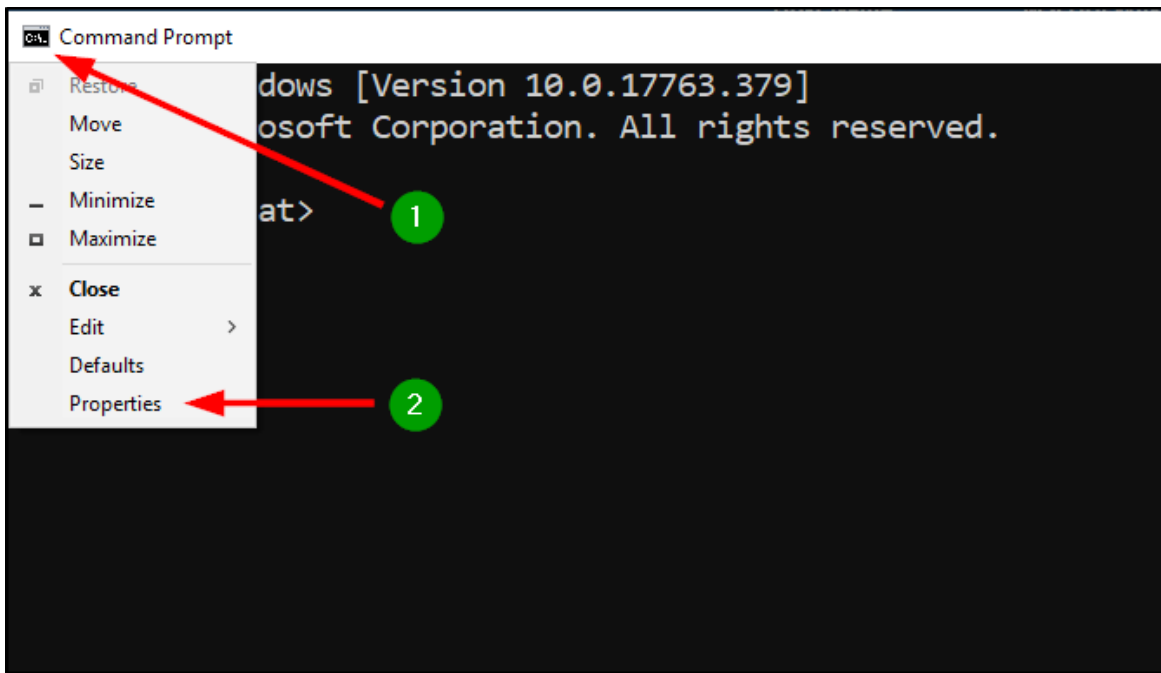 Command Prompt
Restore
dows [Version 10.0.17763.379]
Move
osoft Corporation. All rights reserved.
Size
Minimize
at>
1
Maximize
x Close
Edit >
Defaults
Properties
2